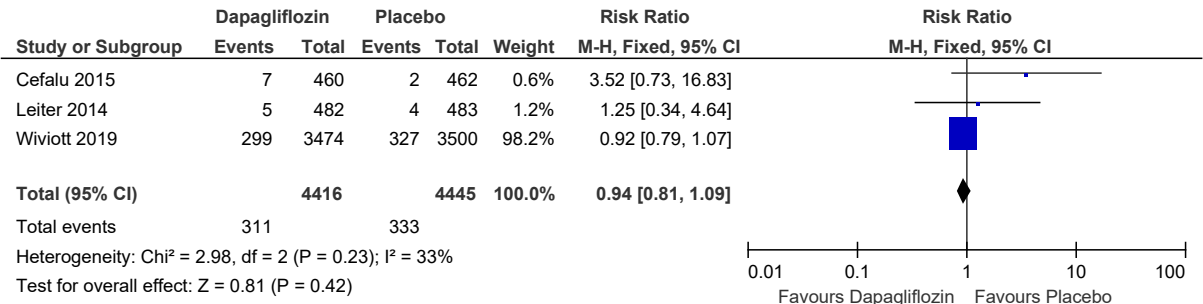 Dapagliflozin Placebo Risk Ratio Risk Ratio
Study or Subgroup Events Total Events Total Weight M-H, Fixed, 95% CI M-H, Fixed, 95% CI
Cefalu 2015 7 460 2 462 0.6% 3.52 [0.73, 16.83]
Leiter 2014 5 482 4 483 1.2% 1.25 [0.34, 4.64]
Wiviott 2019 299 3474 327 3500 98.2% 0.92 [0.79, 1.07]
Total (95% CI) 4416 4445 100.0% 0.94 [0.81, 1.09]
Total events 311 333
Heterogeneity: Chi² = 2.98, df = 2 (P = 0.23); I² = 33%
Test for overall effect: Z = 0.81 (P = 0.42)
0.01 0.1 1 10 100
Favours Dapagliflozin Favours Placebo